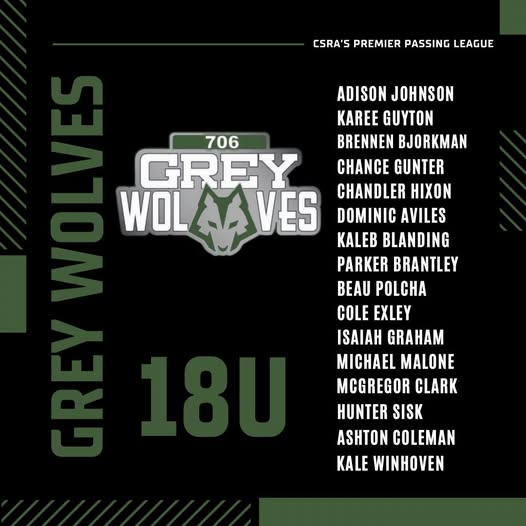 CSRA'S PREMIER PASSING LEAGUE
GREY WOLVES
706
GREY
WOLVES
18U
ADISON JOHNSON
KAREE GUYTON
BRENNEN BJORKMAN
CHANCE GUNTER
CHANDLER HIXON
DOMINIC AVILES
KALEB BLANDING
PARKER BRANTLEY
BEAU POLCHA
COLE EXLEY
ISAIAH GRAHAM
MICHAEL MALONE
MCGREGOR CLARK
HUNTER SISK
ASHTON COLEMAN
KALE WINHOVEN